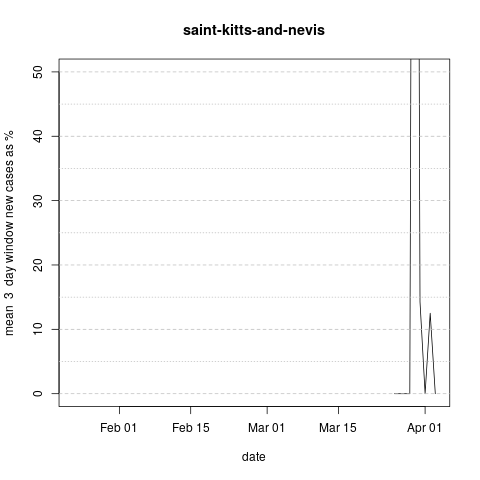 saint-kitts-and-nevis
mean  3  day window new cases as %
50
40
30
20
10
0
Feb 01
Feb 15
Mar 01
Mar 15
Apr 01
date